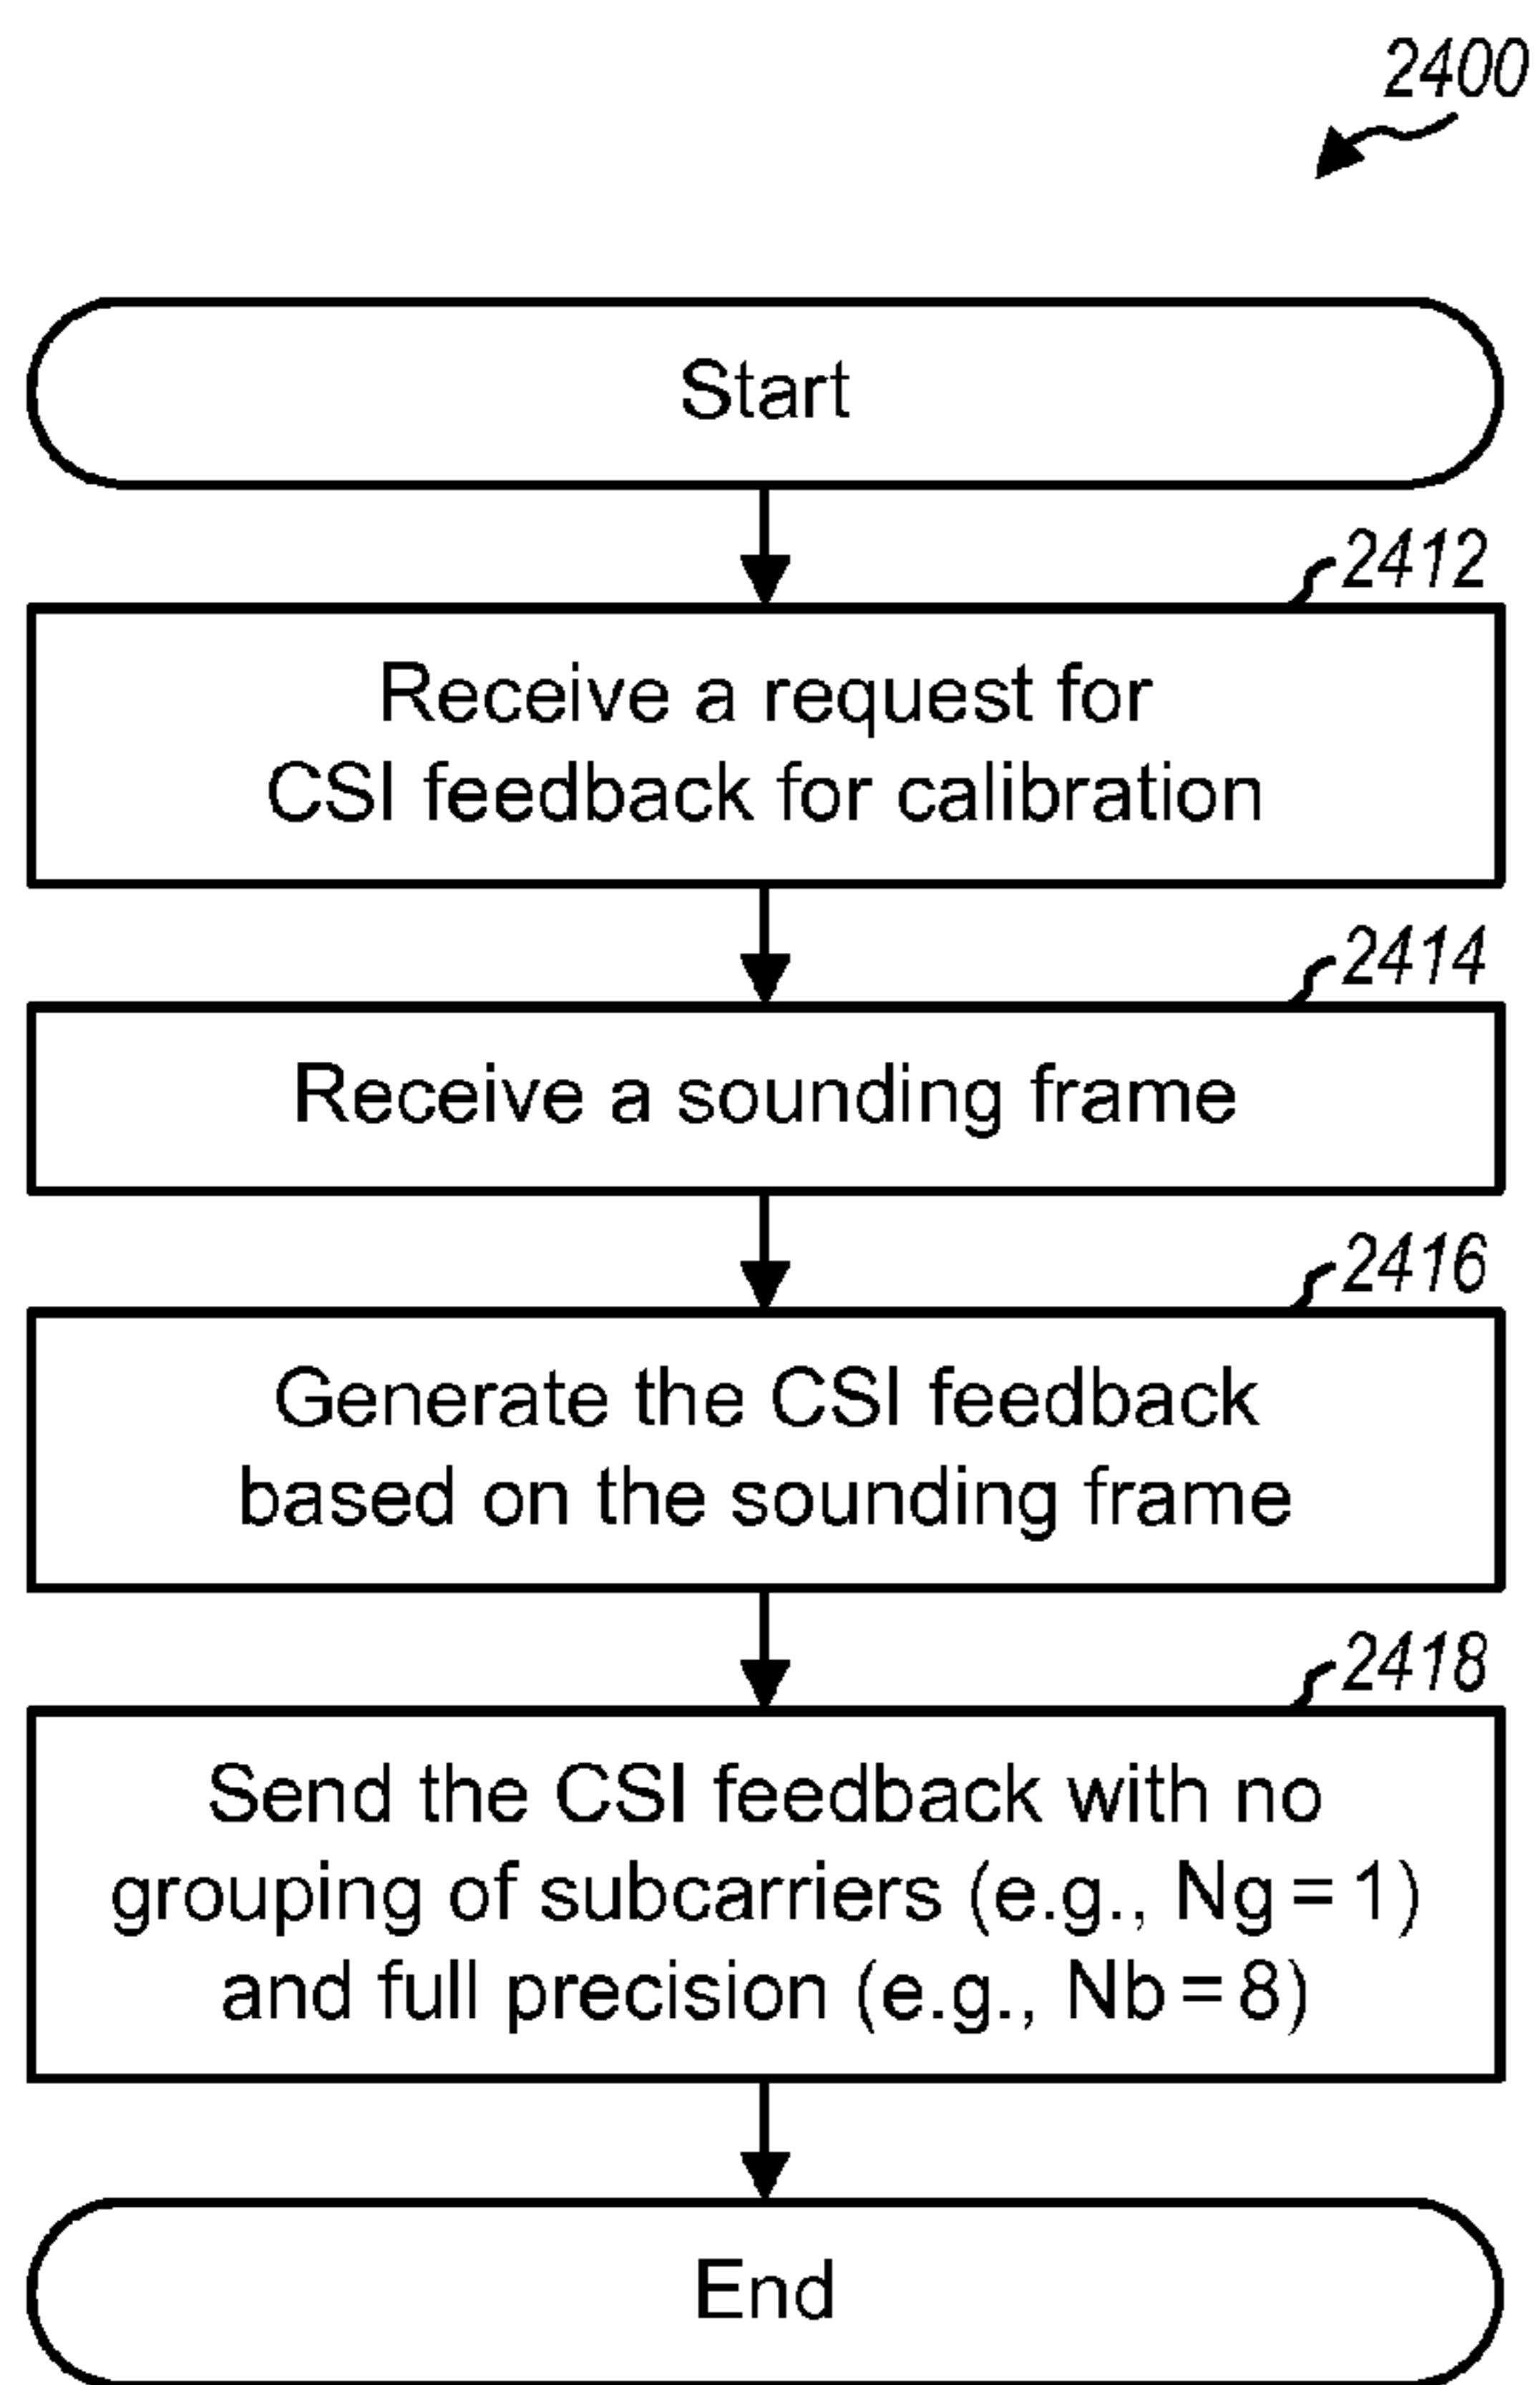 2400
Start
2412
Receive a request for
CSI feedback for calibration
2414
Receive a sounding frame
2416
Generate the CSI feedback
based on the sounding frame
2418
Send the CSI feedback with no
grouping of subcarriers (e.g., Ng = 1)
and full precision (e.g., Nb = 8)
End